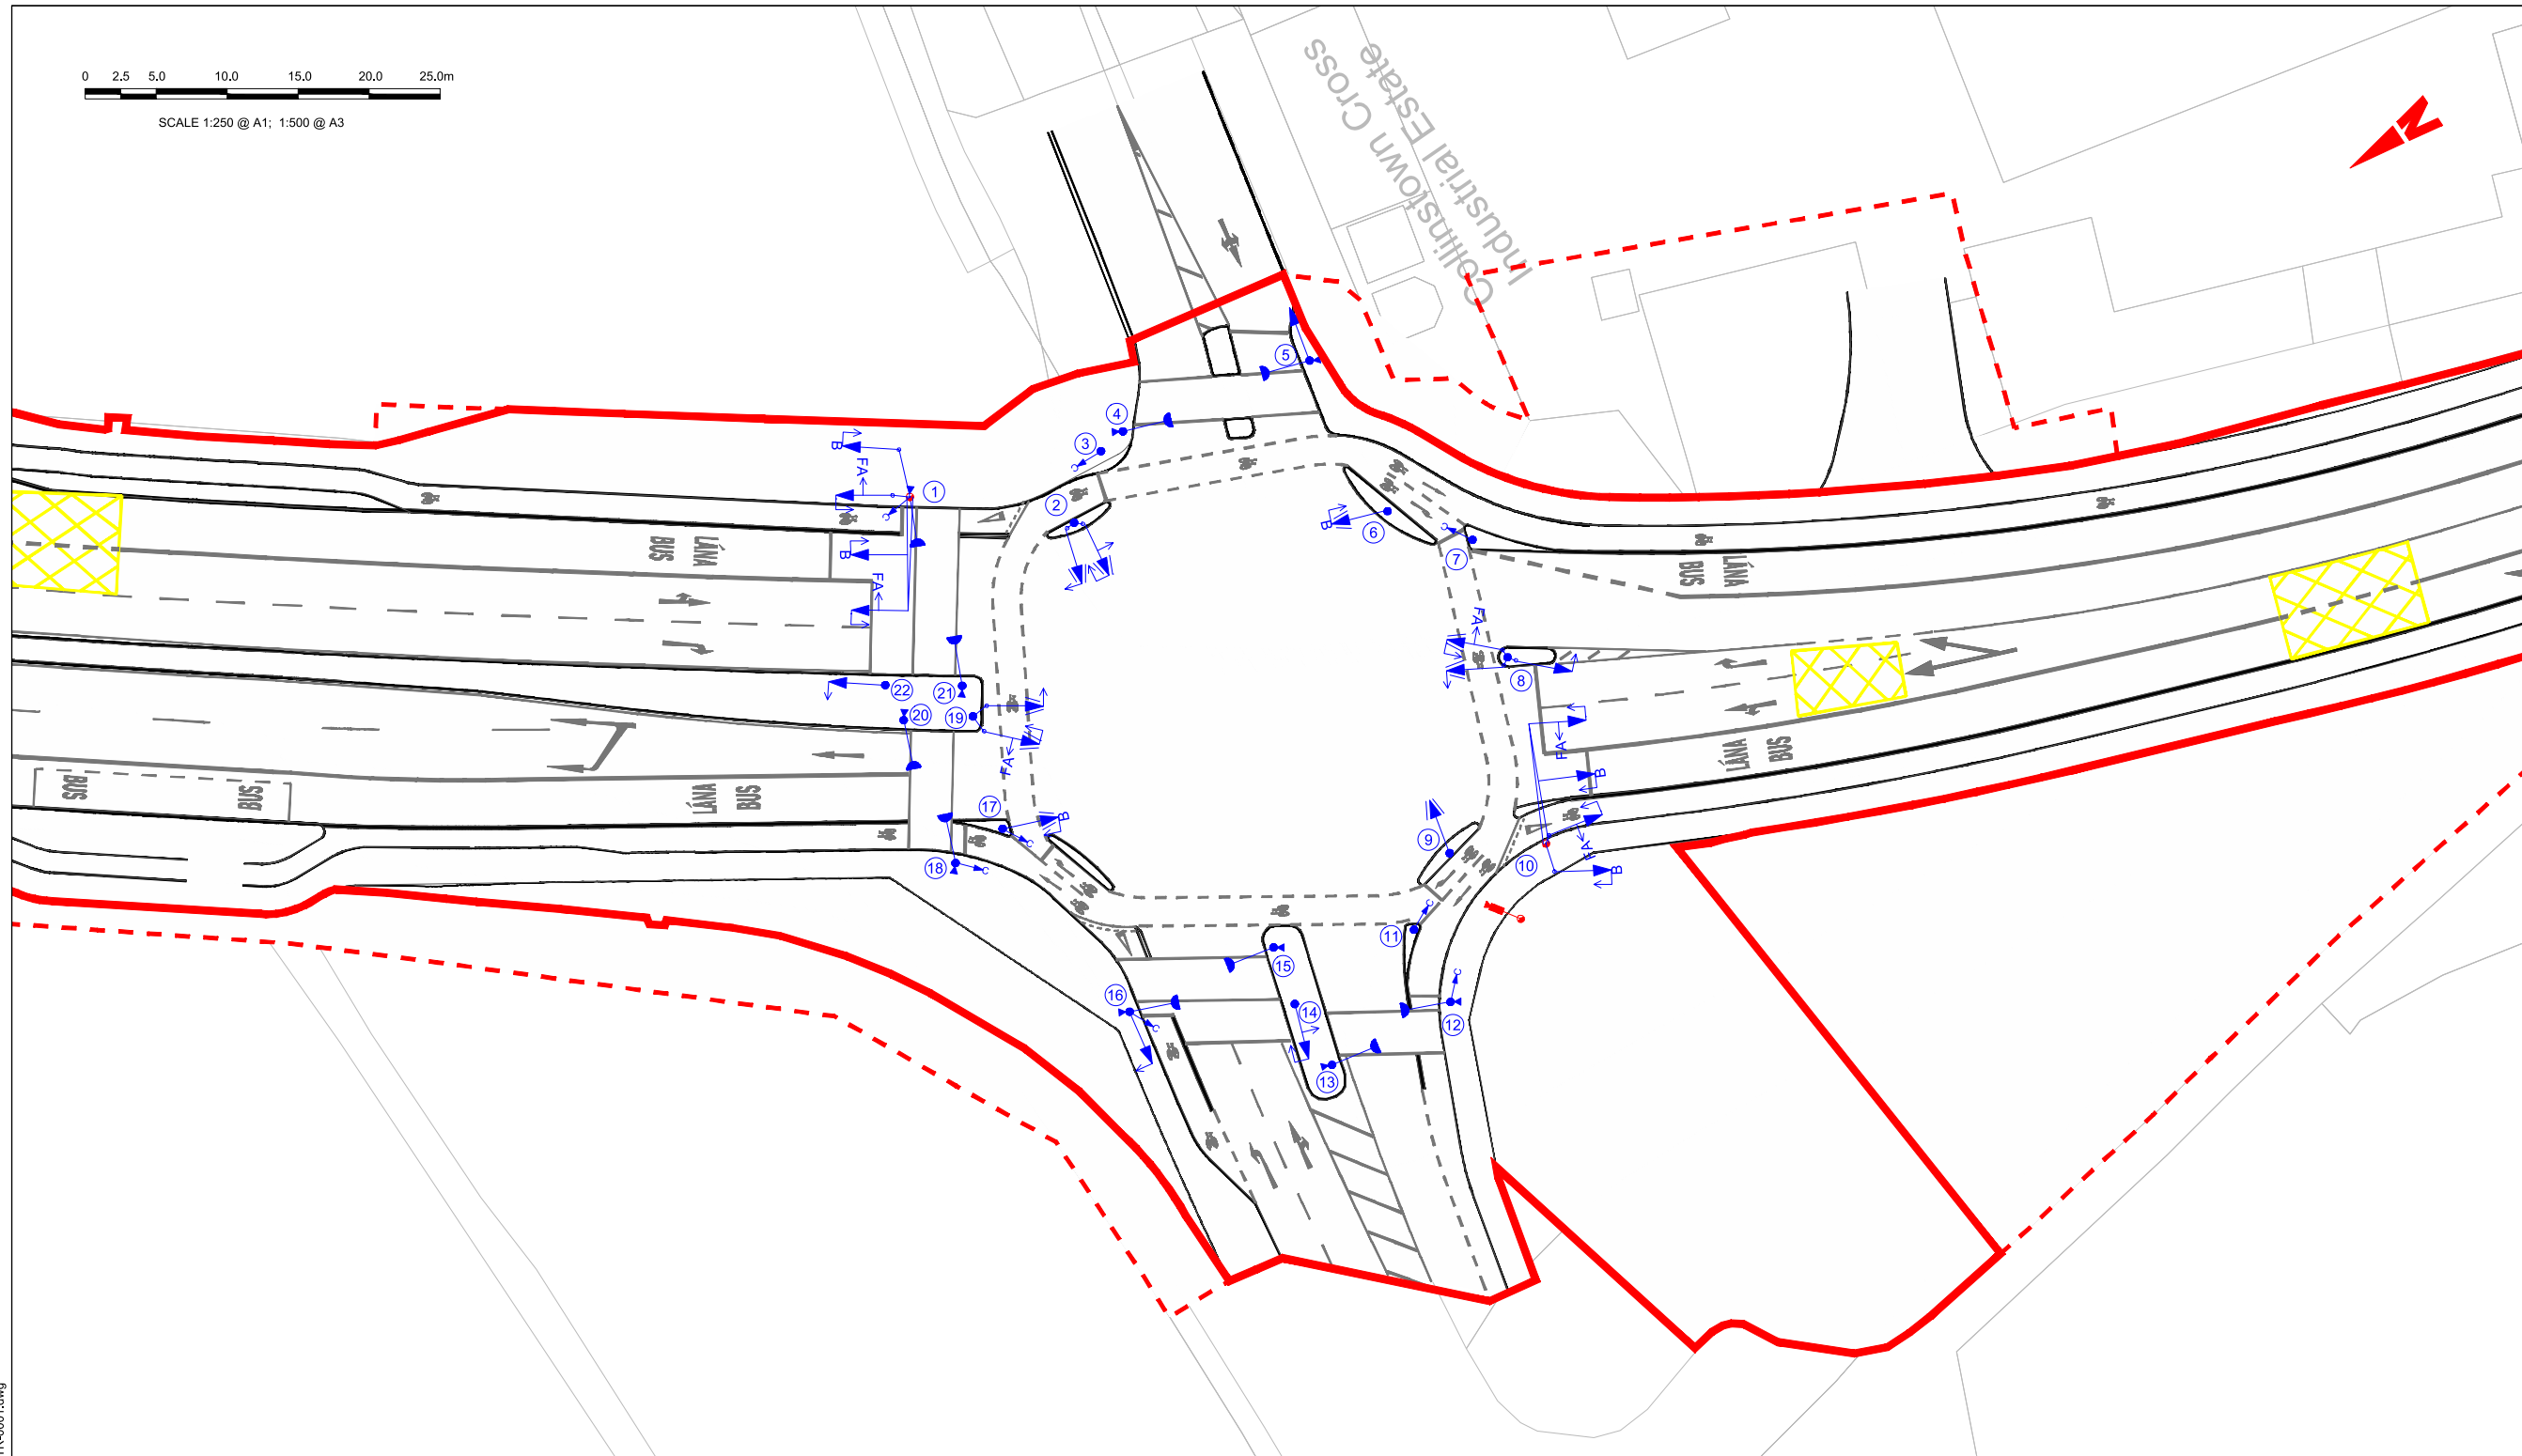 0 2.5 5.0 10.0 15.0 20.0 25.0m
SCALE 1:250 @ A1; 1:500 @ A3
Collinstown Cross
Industrial Estate
N
5
4
3
B
FA
1
2
B
6
7
LÁNA
BUS
B
FA
LÁNA
BUS
FA
8
22
21
20
19
FA
FA
B
LÁNA
BUS
BUS
BUS
LÁNA
BUS
17
B
9
10
FA
B
18
C
C
11
C
15
16
C
14
12
C
13